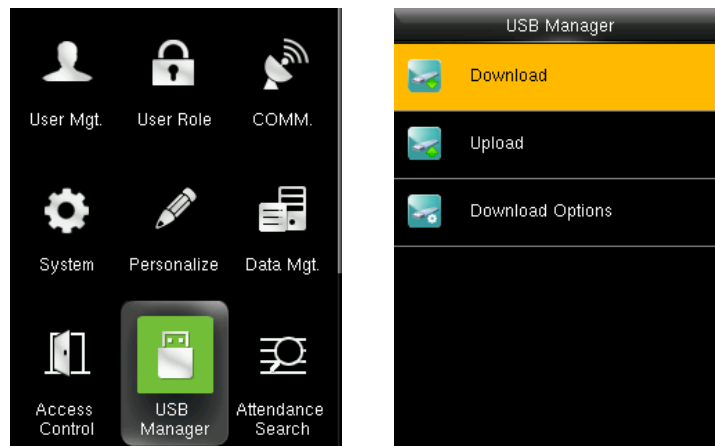 User Mgt.
User Role
COMM.
System
Personalize
Data Mgt.
Access
Control
USB
Manager
Attendance
Search
USB Manager
Download
Upload
Download Options